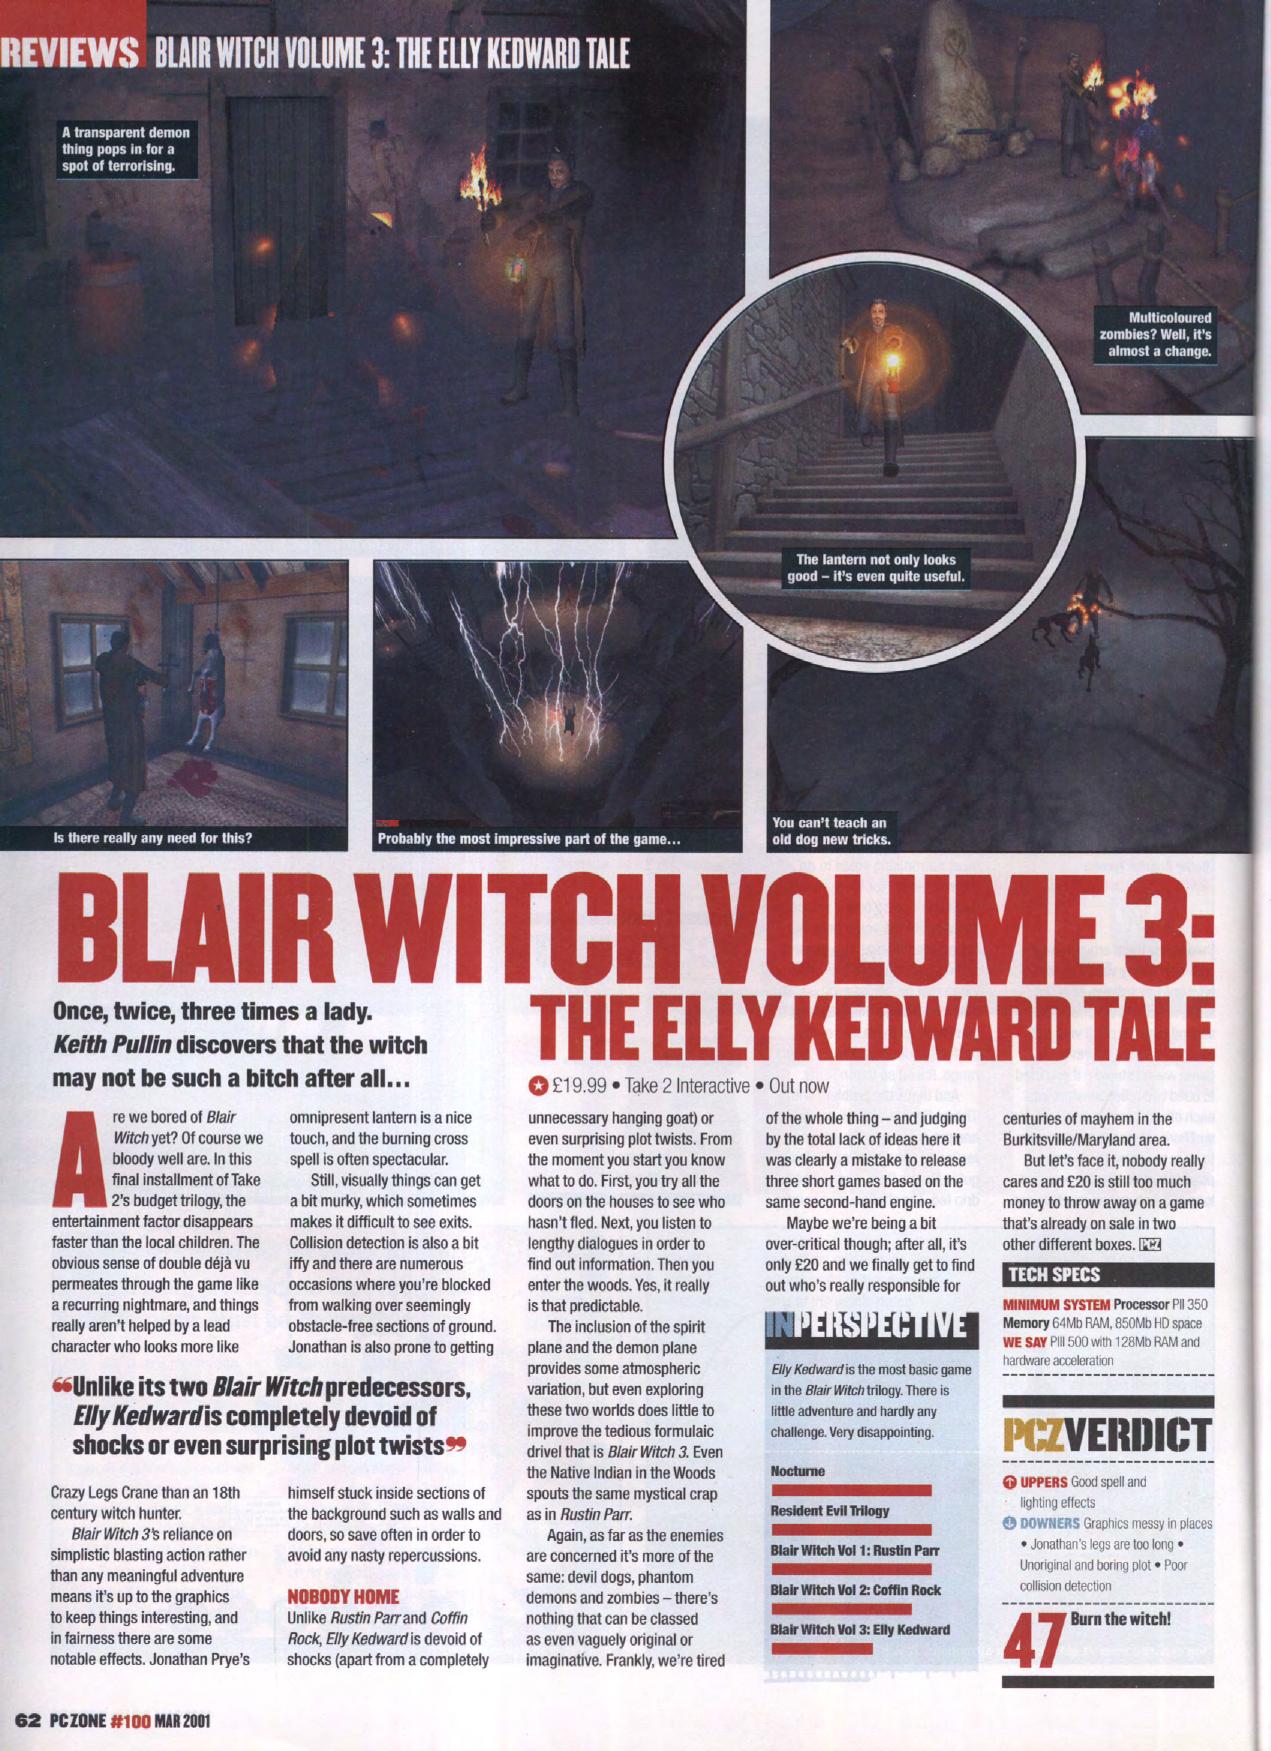 REVIEWS BLAIR WITCH VOLUME 3: THE ELLY KEDWARD TALE
A transparent demon
thing pops in for a
spot of terrorising.
Multicoloured
zombies? Well, it's
almost a change.
The lantern not only looks
good – it's even quite useful.
Is there really any need for this?
Probably the most impressive part of the game...
You can't teach an
old dog new tricks.
BLAIR WITCH VOLUME 3:
THE ELLY KEDWARD TALE
Once, twice, three times a lady.
Keith Pullin discovers that the witch
may not be such a bitch after all...
£19.99 • Take 2 Interactive • Out now
Are we bored of Blair
Witch yet? Of course we
bloody well are. In this
final installment of Take
2's budget trilogy, the
entertainment factor disappears
faster than the local children. The
obvious sense of double déjà vu
permeates through the game like
a recurring nightmare, and things
really aren't helped by a lead
character who looks more like
Crazy Legs Crane than an 18th
century witch hunter.
Blair Witch 3's reliance on
simplistic blasting action rather
than any meaningful adventure
means it's up to the graphics
to keep things interesting, and
in fairness there are some
notable effects. Jonathan Prye's
omnipresent lantern is a nice
touch, and the burning cross
spell is often spectacular.
Still, visually things can get
a bit murky, which sometimes
makes it difficult to see exits.
Collision detection is also a bit
iffy and there are numerous
occasions where you're blocked
from walking over seemingly
obstacle-free sections of ground.
Jonathan is also prone to getting
himself stuck inside sections of
the background such as walls and
doors, so save often in order to
avoid any nasty repercussions.
NOBODY HOME
Unlike Rustin Parr and Coffin
Rock, Elly Kedward is devoid of
shocks (apart from a completely
“Unlike its two Blair Witch predecessors,
Elly Kedward is completely devoid of
shocks or even surprising plot twists”
unnecessary hanging goat) or
even surprising plot twists. From
the moment you start you know
what to do. First, you try all the
doors on the houses to see who
hasn't fled. Next, you listen to
lengthy dialogues in order to
find out information. Then you
enter the woods. Yes, it really
is that predictable.
The inclusion of the spirit
plane and the demon plane
provides some atmospheric
variation, but even exploring
these two worlds does little to
improve the tedious formulaic
drivel that is Blair Witch 3. Even
the Native Indian in the Woods
spouts the same mystical crap
as in Rustin Parr.
Again, as far as the enemies
are concerned it's more of the
same: devil dogs, phantom
demons and zombies – there's
nothing that can be classed
as even vaguely original or
imaginative. Frankly, we're tired
of the whole thing – and judging
by the total lack of ideas here it
was clearly a mistake to release
three short games based on the
same second-hand engine.
Maybe we're being a bit
over-critical though; after all, it's
only £20 and we finally get to find
out who's really responsible for
centuries of mayhem in the
Burkitsville/Maryland area.
But let's face it, nobody really
cares and £20 is still too much
money to throw away on a game
that's already on sale in two
other different boxes. PCZ
INPERSPECTIVE
Elly Kedward is the most basic game
in the Blair Witch trilogy. There is
little adventure and hardly any
challenge. Very disappointing.
Nocturne
Resident Evil Trilogy
Blair Witch Vol 1: Rustin Parr
Blair Witch Vol 2: Coffin Rock
Blair Witch Vol 3: Elly Kedward
TECH SPECS
MINIMUM SYSTEM Processor PII 350
Memory 64Mb RAM, 850Mb HD space
WE SAY PIII 500 with 128Mb RAM and
hardware acceleration
PCZVERDICT
UPPERS Good spell and
lighting effects
DOWNERS Graphics messy in places
• Jonathan's legs are too long •
Unoriginal and boring plot • Poor
collision detection
47 Burn the witch!
62 PC ZONE #100 MAR 2001